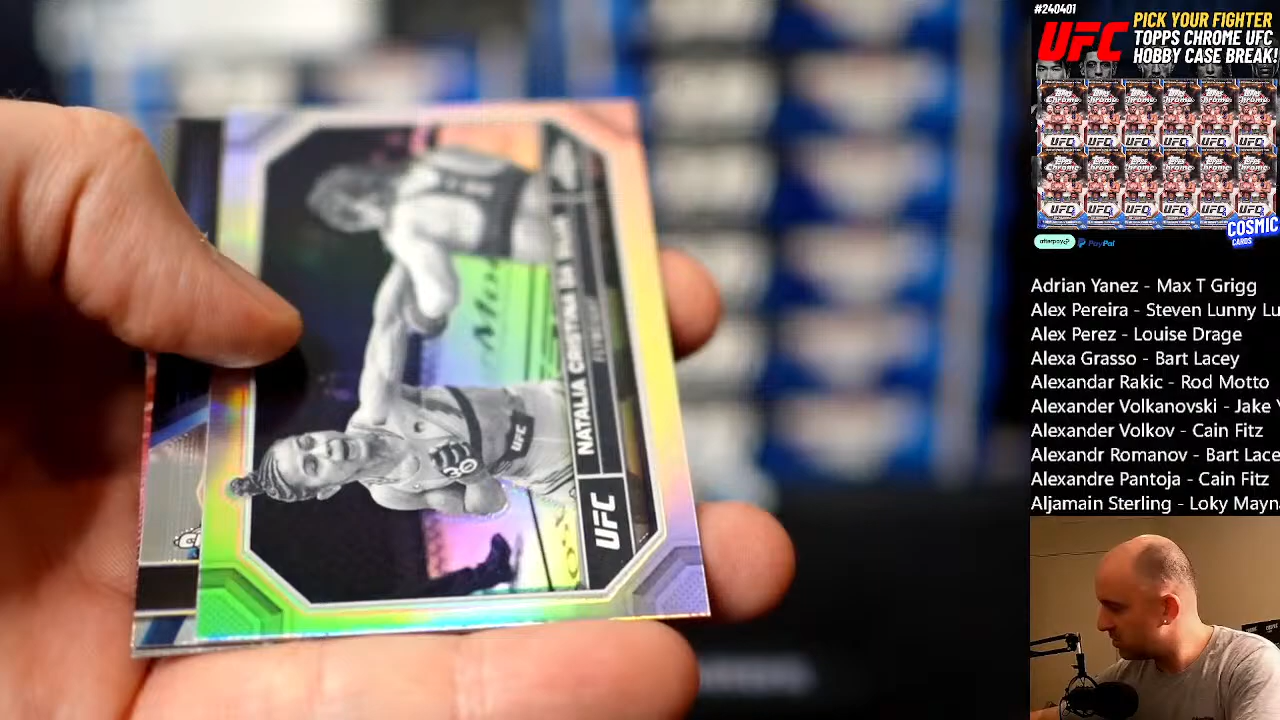 #240401
UFC
PICK YOUR FIGHTER
TOPPS CHROME UFC
HOBBY CASE BREAK!
COSMIC
CARDS
afterpay
PayPal
Adrian Yanez - Max T Grigg
Alex Pereira - Steven Lunny Lu
Alex Perez - Louise Drage
Alexa Grasso - Bart Lacey
Alexandar Rakic - Rod Motto
Alexander Volkanovski - Jake
Alexander Volkov - Cain Fitz
Alexandr Romanov - Bart Lace
Alexandre Pantoja - Cain Fitz
Aljamain Sterling - Loky Mayn
NATALIA CRISTINA DA
UFC
UFC